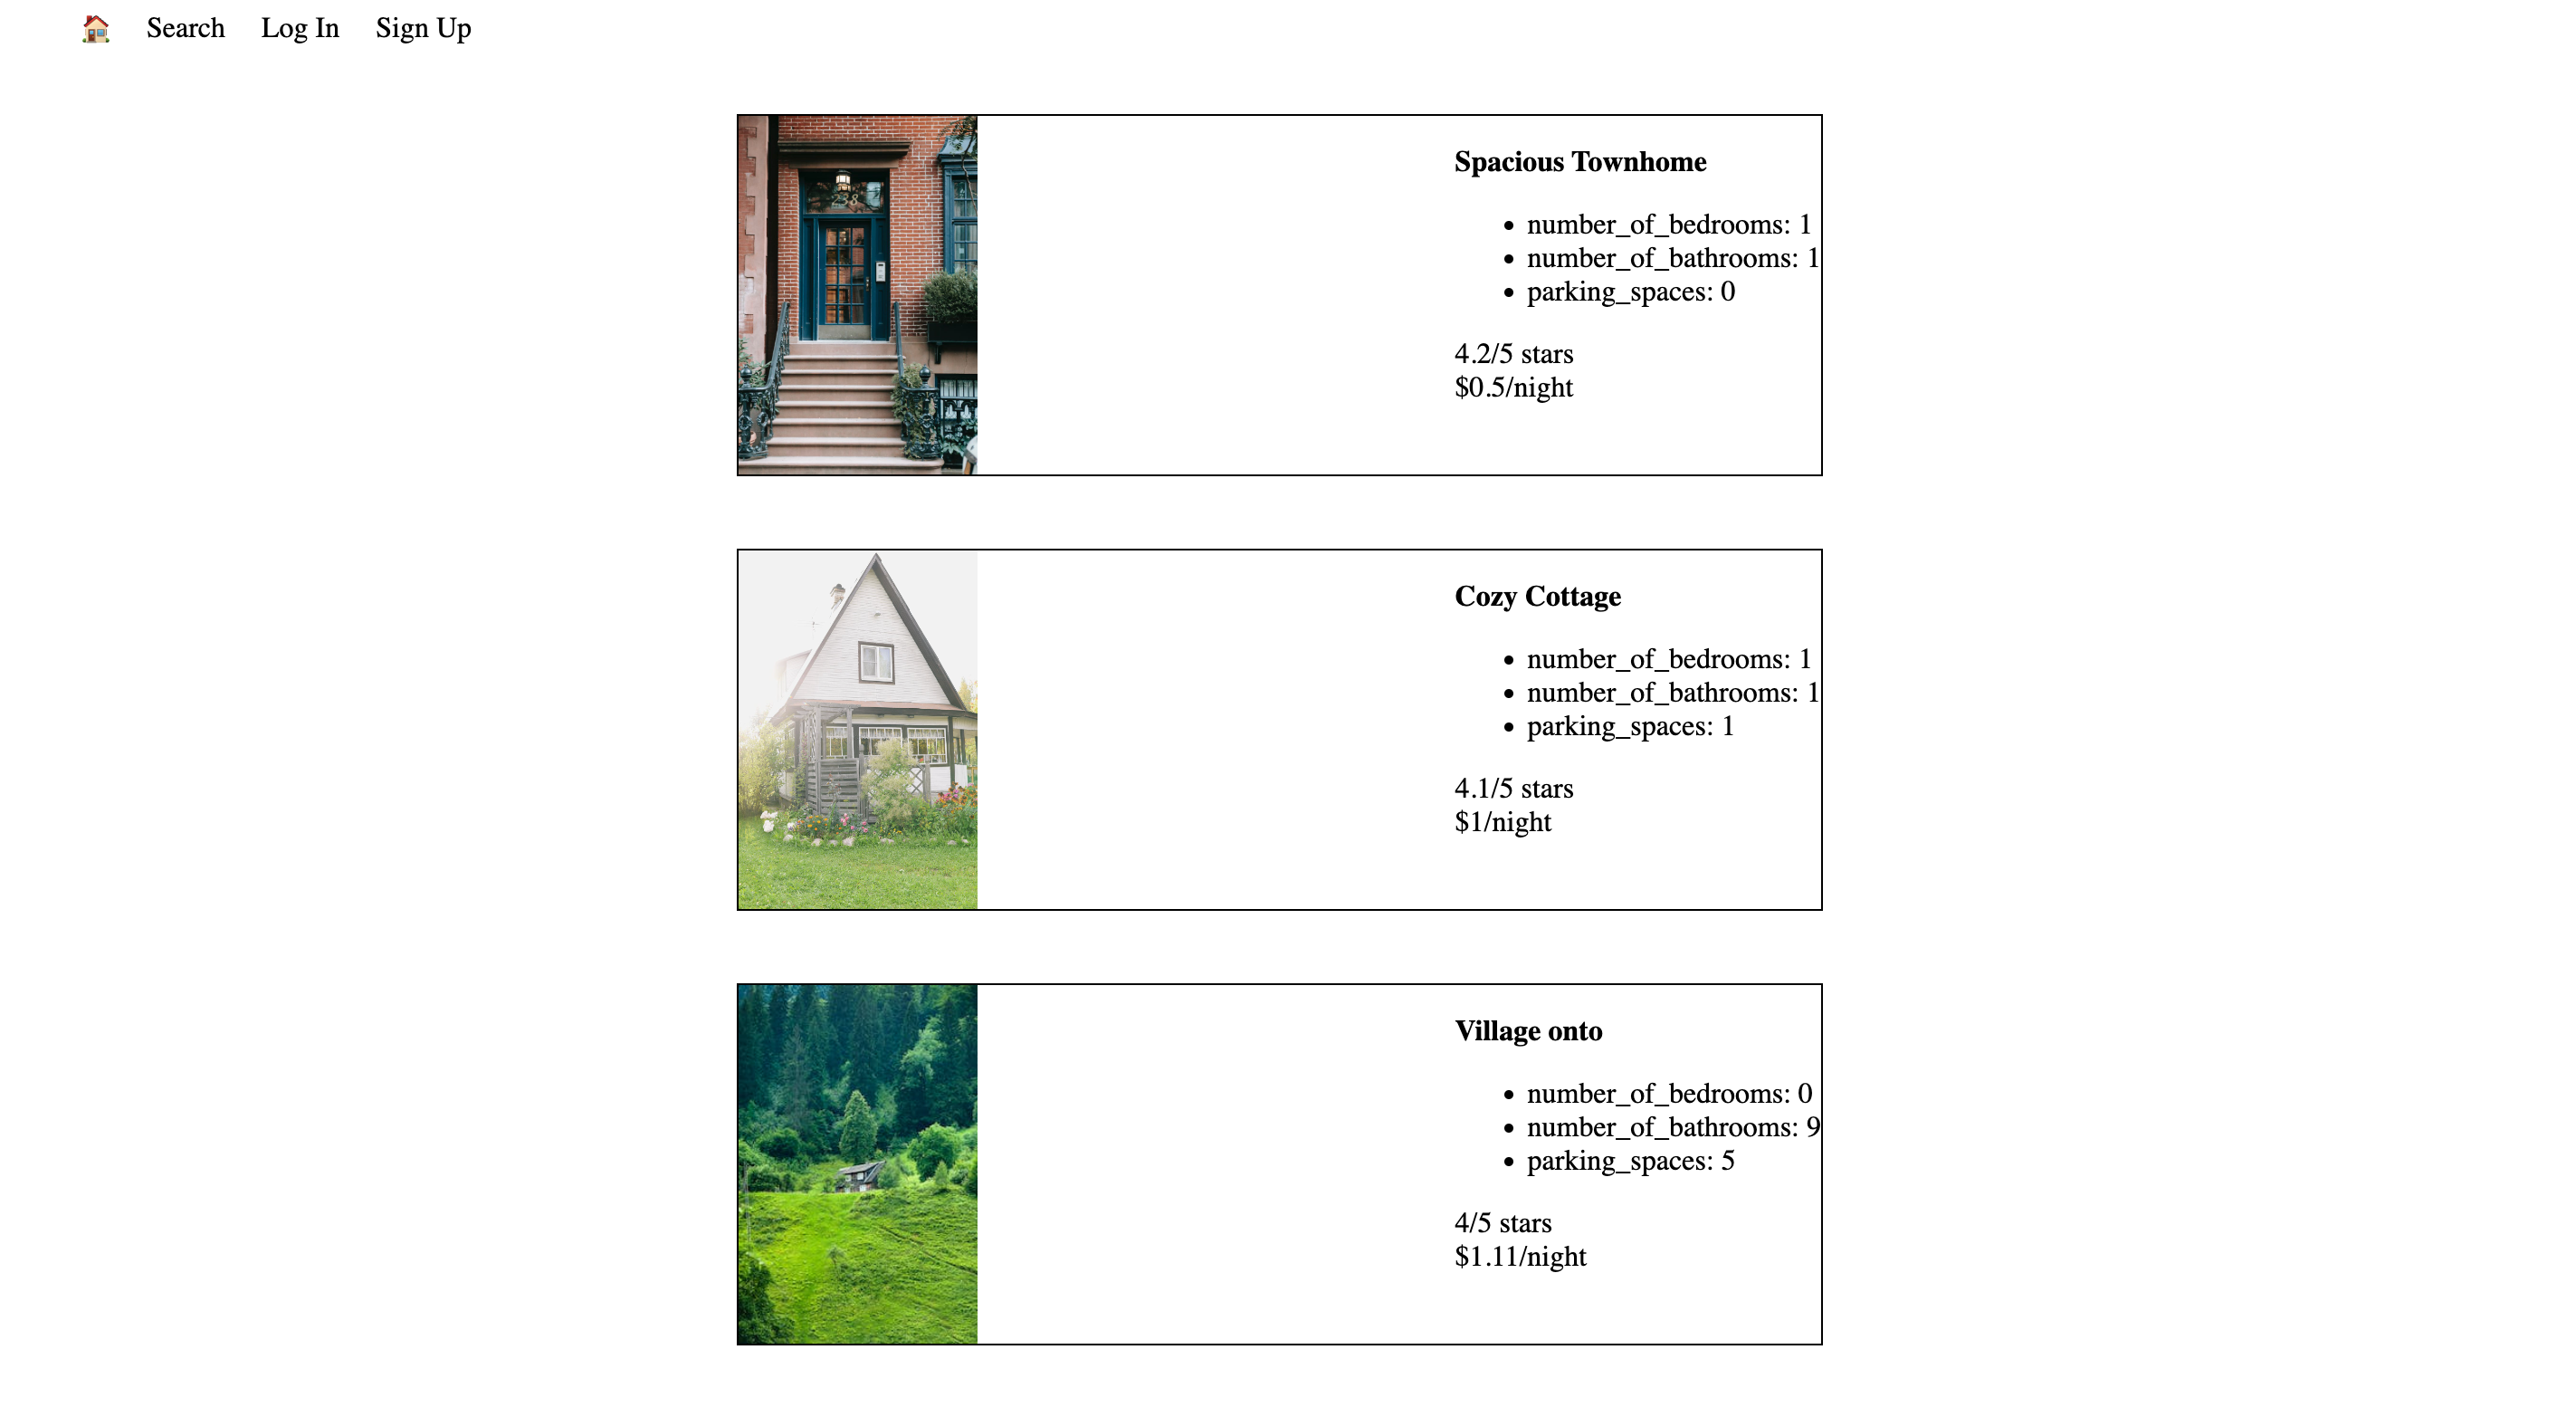 Search Log In Sign Up
238
Spacious Townhome
number_of_bedrooms: 1
number_of_bathrooms: 1
parking_spaces: 0
4.2/5 stars
$0.5/night
Cozy Cottage
number_of_bedrooms: 1
number_of_bathrooms: 1
parking_spaces: 1
4.1/5 stars
$1/night
Village onto
number_of_bedrooms: 0
number_of_bathrooms: 9
parking_spaces: 5
4/5 stars
$1.11/night